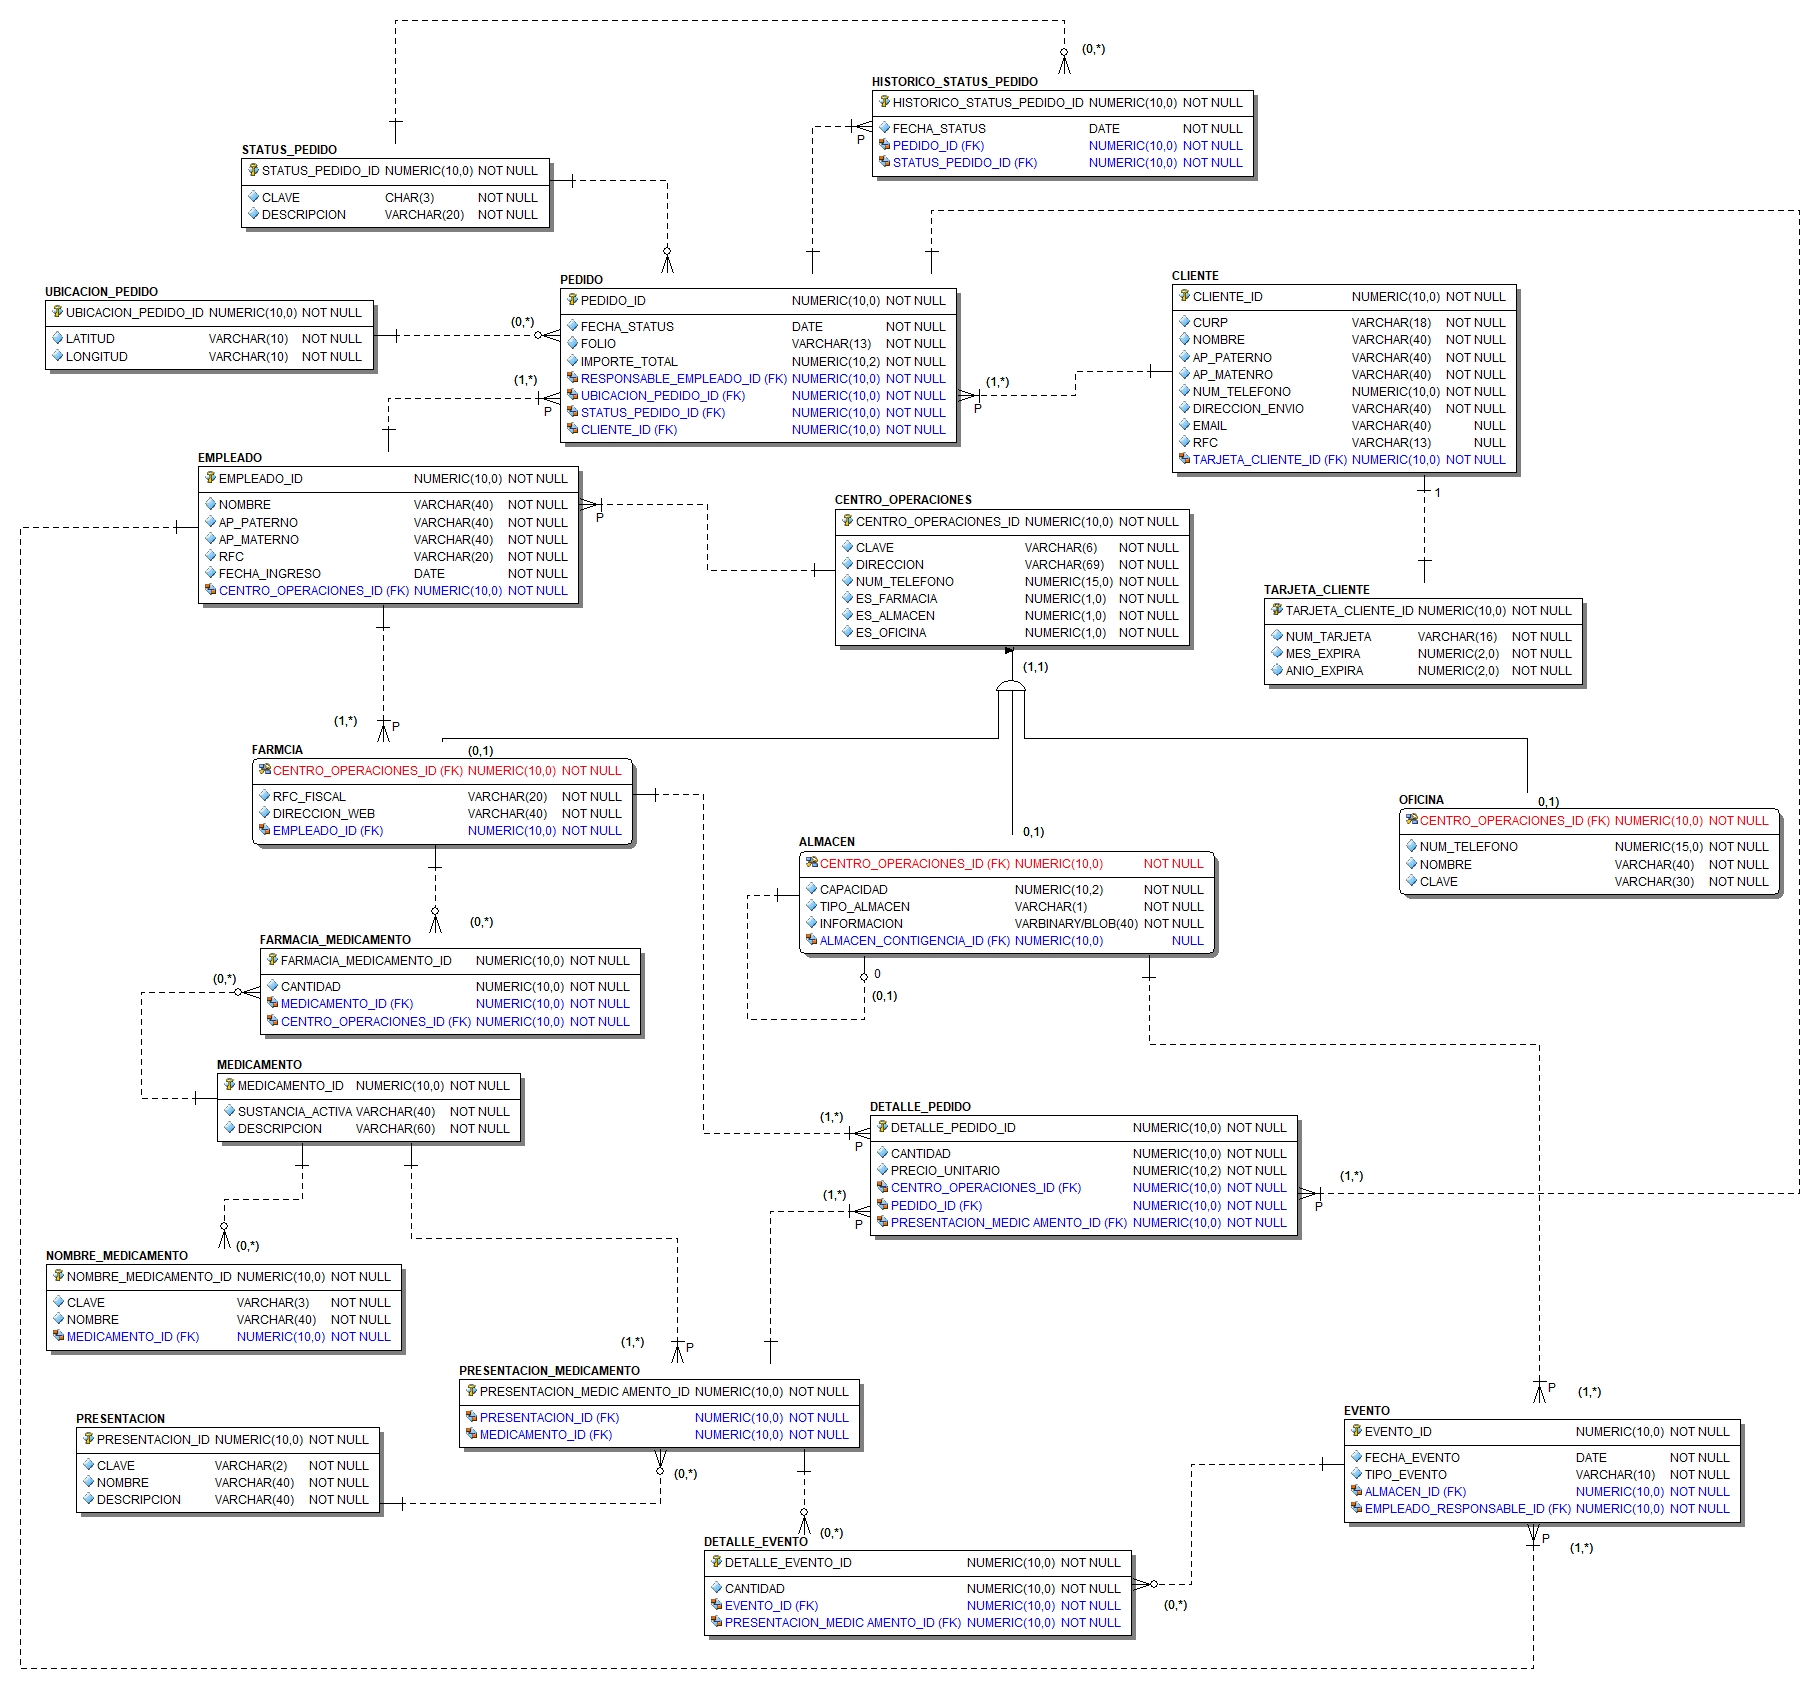 (0,*)
HISTORICO_STATUS_PEDIDO
HISTORICO_STATUS_PEDIDO_ID NUMERIC(10,0) NOT NULL
FECHA_STATUS DATE NOT NULL
PEDIDO_ID (FK) NUMERIC(10,0) NOT NULL
STATUS_PEDIDO_ID (FK) NUMERIC(10,0) NOT NULL
P
STATUS_PEDIDO
STATUS_PEDIDO_ID NUMERIC(10,0) NOT NULL
CLAVE CHAR(3) NOT NULL
DESCRIPCION VARCHAR(20) NOT NULL
UBICACION_PEDIDO
UBICACION_PEDIDO_ID NUMERIC(10,0) NOT NULL
LATITUD VARCHAR(10) NOT NULL
LONGITUD VARCHAR(10) NOT NULL
(0,*)
(1,*)
P
PEDIDO
PEDIDO_ID NUMERIC(10,0) NOT NULL
FECHA_STATUS DATE NOT NULL
FOLIO VARCHAR(13) NOT NULL
IMPORTE_TOTAL NUMERIC(10,2) NOT NULL
RESPONSABLE_EMPLEADO_ID (FK) NUMERIC(10,0) NOT NULL
UBICACION_PEDIDO_ID (FK) NUMERIC(10,0) NOT NULL
STATUS_PEDIDO_ID (FK) NUMERIC(10,0) NOT NULL
CLIENTE_ID (FK) NUMERIC(10,0) NOT NULL
(1,*)
P
CLIENTE
CLIENTE_ID NUMERIC(10,0) NOT NULL
CURP VARCHAR(18) NOT NULL
NOMBRE VARCHAR(40) NOT NULL
AP_PATERNO VARCHAR(40) NOT NULL
AP_MATENRO VARCHAR(40) NOT NULL
NUM_TELEFONO NUMERIC(10,0) NOT NULL
DIRECCION_ENVIO VARCHAR(40) NOT NULL
EMAIL VARCHAR(40) NULL
RFC VARCHAR(13) NULL
TARJETA_CLIENTE_ID (FK) NUMERIC(10,0) NOT NULL
1
EMPLEADO
EMPLEADO_ID NUMERIC(10,0) NOT NULL
NOMBRE VARCHAR(40) NOT NULL
AP_PATERNO VARCHAR(40) NOT NULL
AP_MATERNO VARCHAR(40) NOT NULL
RFC VARCHAR(20) NOT NULL
FECHA_INGRESO DATE NOT NULL
CENTRO_OPERACIONES_ID (FK) NUMERIC(10,0) NOT NULL
P
CENTRO_OPERACIONES
CENTRO_OPERACIONES_ID NUMERIC(10,0) NOT NULL
CLAVE VARCHAR(6) NOT NULL
DIRECCION VARCHAR(69) NOT NULL
NUM_TELEFONO NUMERIC(15,0) NOT NULL
ES_FARMACIA NUMERIC(1,0) NOT NULL
ES_ALMACEN NUMERIC(1,0) NOT NULL
ES_OFICINA NUMERIC(1,0) NOT NULL
(1,1)
TARJETA_CLIENTE
TARJETA_CLIENTE_ID NUMERIC(10,0) NOT NULL
NUM_TARJETA VARCHAR(16) NOT NULL
MES_EXPIRA NUMERIC(2,0) NOT NULL
ANIO_EXPIRA NUMERIC(2,0) NOT NULL
(1,*)
P
(0,1)
FARMCIA
CENTRO_OPERACIONES_ID (FK) NUMERIC(10,0) NOT NULL
RFC_FISCAL VARCHAR(20) NOT NULL
DIRECCION_WEB VARCHAR(40) NOT NULL
EMPLEADO_ID (FK) NUMERIC(10,0) NOT NULL
0,1)
ALMACEN
CENTRO_OPERACIONES_ID (FK) NUMERIC(10,0) NOT NULL
CAPACIDAD NUMERIC(10,2) NOT NULL
TIPO_ALMACEN VARCHAR(1) NOT NULL
INFORMACION VARBINARY/BLOB(40) NOT NULL
ALMACEN_CONTIGENCIA_ID (FK) NUMERIC(10,0) NULL
0
(0,1)
0,1)
OFICINA
CENTRO_OPERACIONES_ID (FK) NUMERIC(10,0) NOT NULL
NUM_TELEFONO NUMERIC(15,0) NOT NULL
NOMBRE VARCHAR(40) NOT NULL
CLAVE VARCHAR(30) NOT NULL
(0,*)
FARMACIA_MEDICAMENTO
FARMACIA_MEDICAMENTO_ID NUMERIC(10,0) NOT NULL
CANTIDAD NUMERIC(10,0) NOT NULL
MEDICAMENTO_ID (FK) NUMERIC(10,0) NOT NULL
CENTRO_OPERACIONES_ID (FK) NUMERIC(10,0) NOT NULL
(0,*)
MEDICAMENTO
MEDICAMENTO_ID NUMERIC(10,0) NOT NULL
SUSTANCIA_ACTIVA VARCHAR(40) NOT NULL
DESCRIPCION VARCHAR(60) NOT NULL
(1,*)
P
(1,*)
P
DETALLE_PEDIDO
DETALLE_PEDIDO_ID NUMERIC(10,0) NOT NULL
CANTIDAD NUMERIC(10,0) NOT NULL
PRECIO_UNITARIO NUMERIC(10,2) NOT NULL
CENTRO_OPERACIONES_ID (FK) NUMERIC(10,0) NOT NULL
PEDIDO_ID (FK) NUMERIC(10,0) NOT NULL
PRESENTACION_MEDIC AMENTO_ID (FK) NUMERIC(10,0) NOT NULL
(1,*)
P
(0,*)
NOMBRE_MEDICAMENTO
NOMBRE_MEDICAMENTO_ID NUMERIC(10,0) NOT NULL
CLAVE VARCHAR(3) NOT NULL
NOMBRE VARCHAR(40) NOT NULL
MEDICAMENTO_ID (FK) NUMERIC(10,0) NOT NULL
(1,*)
P
PRESENTACION_MEDICAMENTO
PRESENTACION_MEDIC AMENTO_ID NUMERIC(10,0) NOT NULL
PRESENTACION_ID (FK) NUMERIC(10,0) NOT NULL
MEDICAMENTO_ID (FK) NUMERIC(10,0) NOT NULL
(0,*)
PRESENTACION
PRESENTACION_ID NUMERIC(10,0) NOT NULL
CLAVE VARCHAR(2) NOT NULL
NOMBRE VARCHAR(40) NOT NULL
DESCRIPCION VARCHAR(40) NOT NULL
P
(1,*)
EVENTO
EVENTO_ID NUMERIC(10,0) NOT NULL
FECHA_EVENTO DATE NOT NULL
TIPO_EVENTO VARCHAR(10) NOT NULL
ALMACEN_ID (FK) NUMERIC(10,0) NOT NULL
EMPLEADO_RESPONSABLE_ID (FK) NUMERIC(10,0) NOT NULL
P
(1,*)
(0,*)
DETALLE_EVENTO
DETALLE_EVENTO_ID NUMERIC(10,0) NOT NULL
CANTIDAD NUMERIC(10,0) NOT NULL
EVENTO_ID (FK) NUMERIC(10,0) NOT NULL
PRESENTACION_MEDIC AMENTO_ID (FK) NUMERIC(10,0) NOT NULL
(0,*)